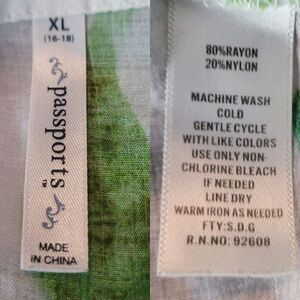 XL
(16-18)
passports
TM
MADE
IN CHINA
80%RAYON
20%NYLON
MACHINE WASH
COLD
GENTLE CYCLE
WITH LIKE COLORS
USE ONLY NON-
CHLORINE BLEACH
IF NEEDED
LINE DRY
WARM IRON AS NEEDED
FTY:S.D.G
R.N.NO: 92608